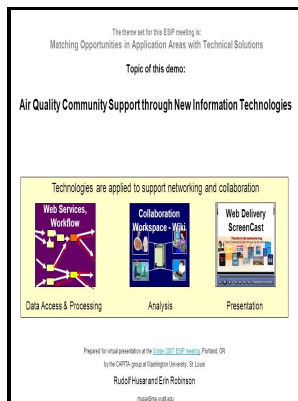 The theme set for this ESIP meeting is:
Matching Opportunities in Application Areas with Technical Solutions
Topic of this demo:
Air Quality Community Support through New Information Technologies
Technologies are applied to support networking and collaboration
Web Services,
Workflow
Collaboration
Workspace - Wiki
Web Delivery
ScreenCast
Data Access & Processing
Analysis
Presentation
Prepared for virtual presentation at the Winter 2007 ESIP meeting, Portland, OR
by the CAPITA group at Washington University, St. Louis
Rudolf Husar and Erin Robinson
rhusar@me.wustl.edu